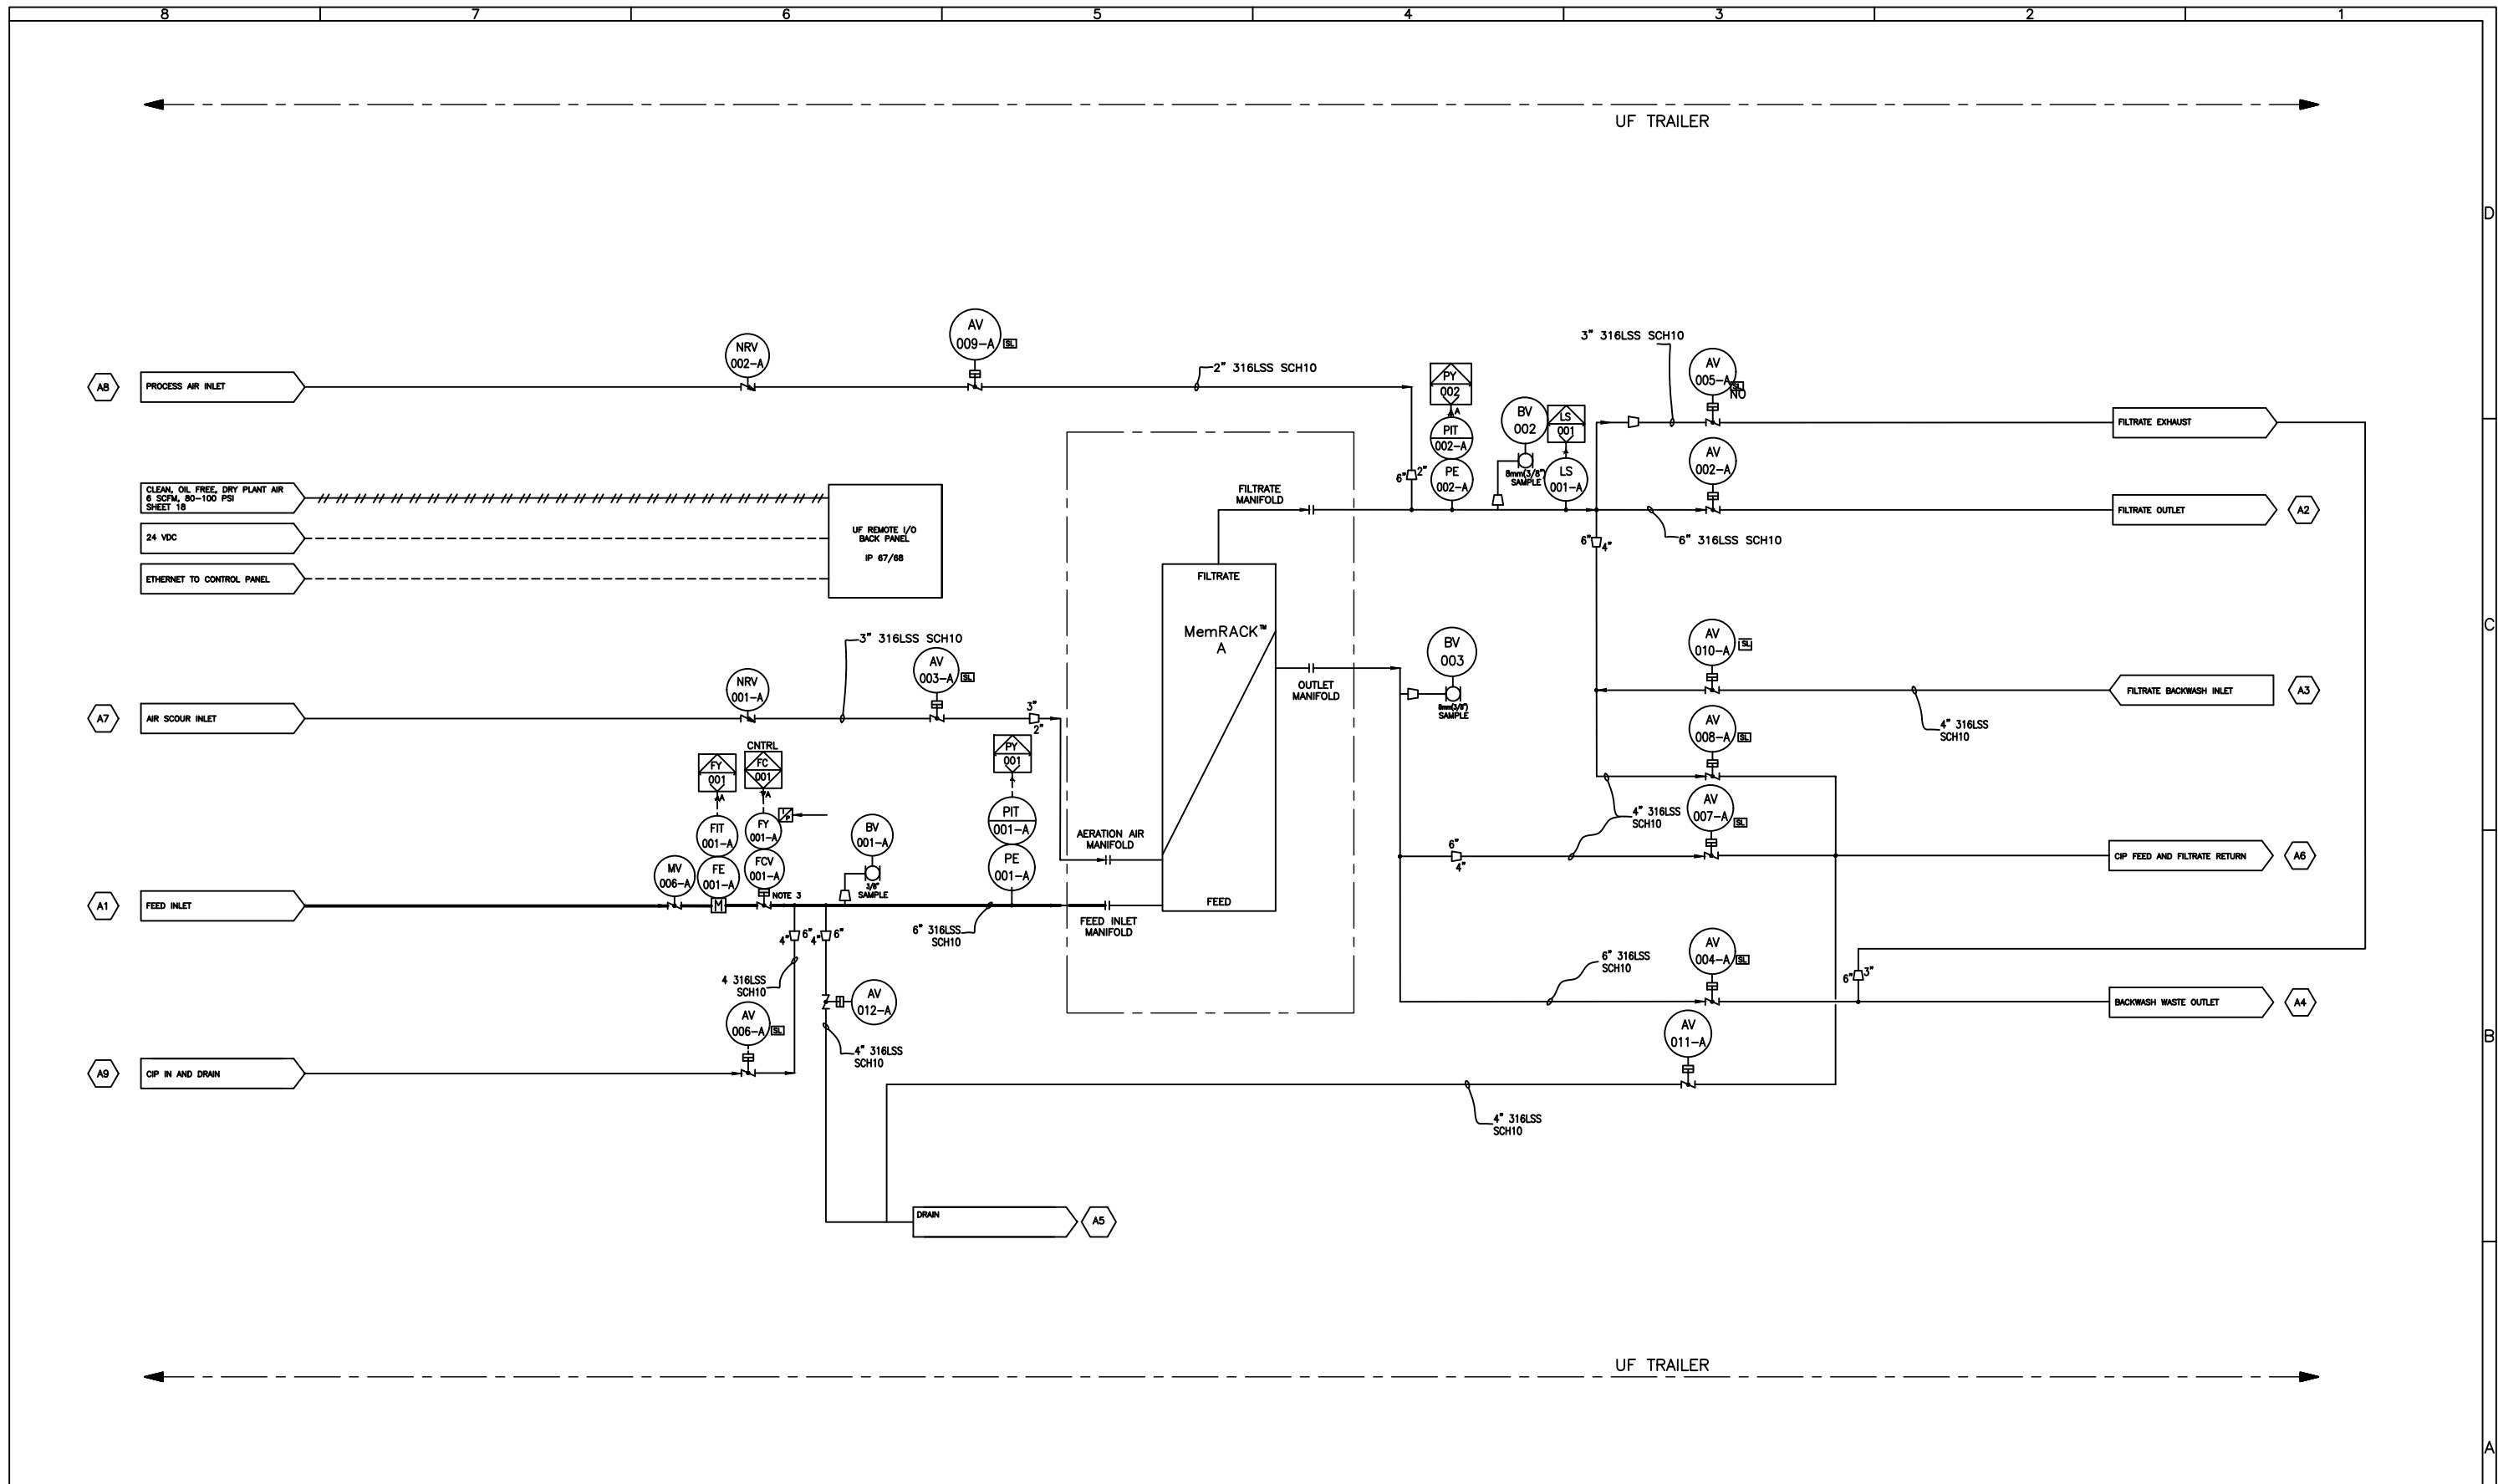 8 7 6 5 4 3 2 1
UF TRAILER
D
AV
009-A SL
NRV
002-A
3" 316LSS SCH10
AV
005-A SL
NO
2" 316LSS SCH10
PY
002
A
PIT
002-A
PE
002-A
BV
002
8mm(3/8")
SAMPLE
LS
001
LS
001-A
A8
PROCESS AIR INLET
FILTRATE EXHAUST
AV
002-A
6" 2"
CLEAN, OIL FREE, DRY PLANT AIR
6 SCFM, 80-100 PSI
SHEET 18
24 VDC
ETHERNET TO CONTROL PANEL
UF REMOTE I/O
BACK PANEL
IP 67/68
FILTRATE
MANIFOLD
FILTRATE OUTLET
A2
6" 4"
6" 316LSS SCH10
FILTRATE
MemRACK™
A
C
3" 316LSS SCH10
AV
003-A SL
NRV
001-A
BV
003
8mm(3/8")
SAMPLE
AV
010-A SL
OUTLET
MANIFOLD
FILTRATE BACKWASH INLET
A3
A7
AIR SCOUR INLET
3"
2"
4" 316LSS
SCH10
AV
008-A SL
PY
001
CNTRL
FY
001
FC
001
A
A
PIT
001-A
PE
001-A
FIT
001-A
FE
001-A
M
FY
001-A
I/P
FCV
001-A
NOTE 3
BV
001-A
3/8"
SAMPLE
MV
006-A
AERATION AIR
MANIFOLD
4" 316LSS
SCH10
AV
007-A SL
6"
4"
CIP FEED AND FILTRATE RETURN
A6
A1
FEED INLET
FEED
6" 316LSS
SCH10
FEED INLET
MANIFOLD
4" 6" 4" 6"
4 316LSS
SCH10
6" 316LSS
SCH10
AV
004-A SL
6" 3"
BACKWASH WASTE OUTLET
A4
AV
012-A
AV
006-A SL
4" 316LSS
SCH10
AV
011-A
B
A9
CIP IN AND DRAIN
4" 316LSS
SCH10
DRAIN
A5
UF TRAILER
A